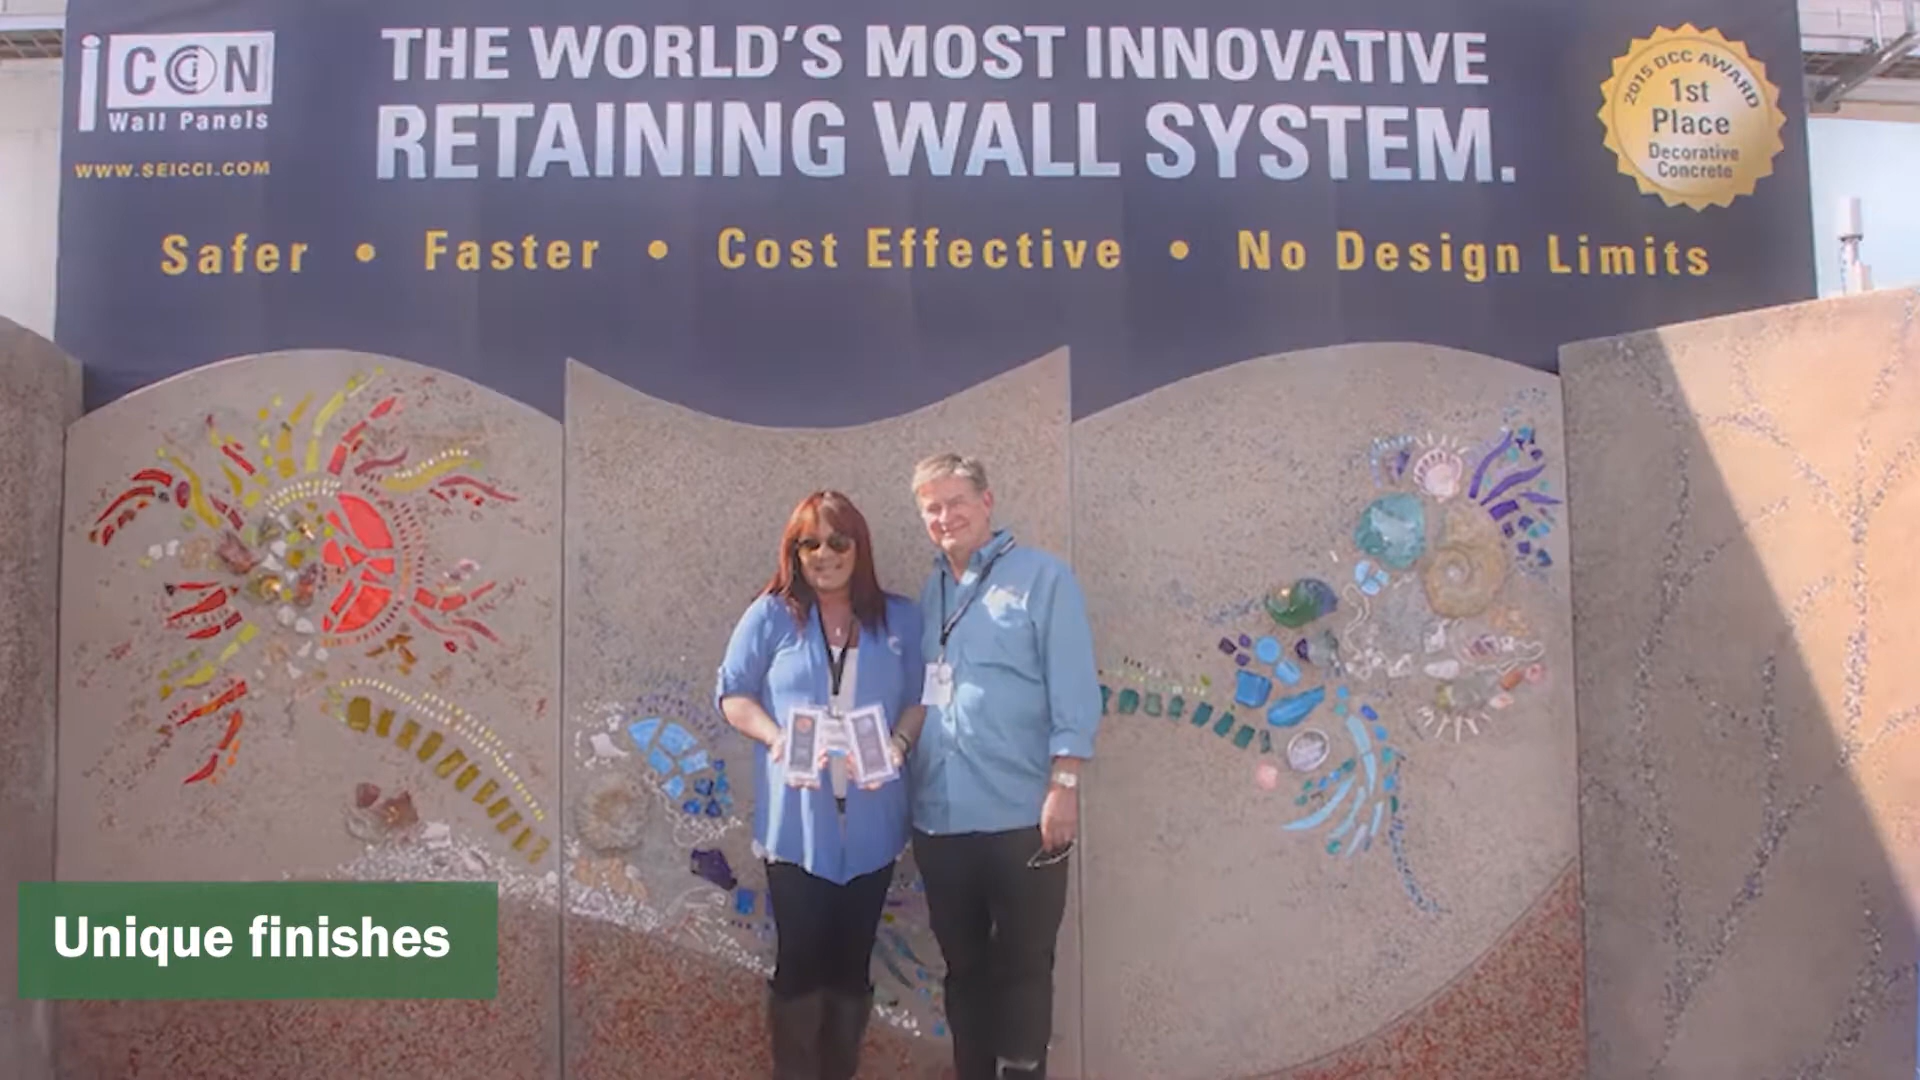 iCON
Wall Panels
WWW.SEICCI.COM
THE WORLD'S MOST INNOVATIVE
RETAINING WALL SYSTEM.
2015 DCC AWARD
1st
Place
Decorative
Concrete
Safer • Faster • Cost Effective • No Design Limits
Unique finishes